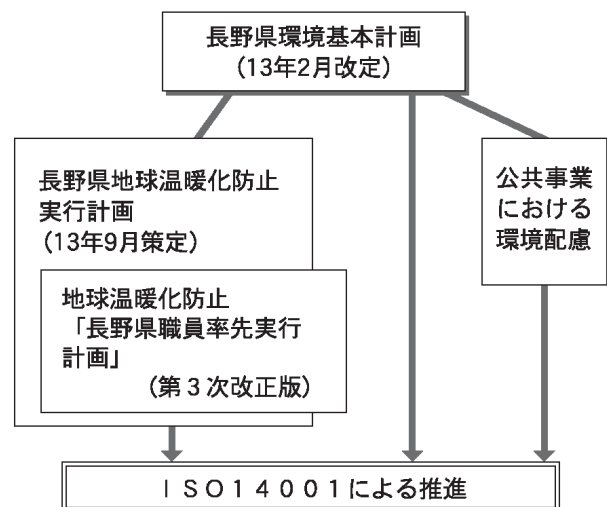 長野県環境基本計画
(13年2月改定)
長野県地球温暖化防止
実行計画
(13年9月策定)
地球温暖化防止
「長野県職員率先実行
計画」
(第3次改正版)
公共事業
における
環境配慮
ISO14001による推進